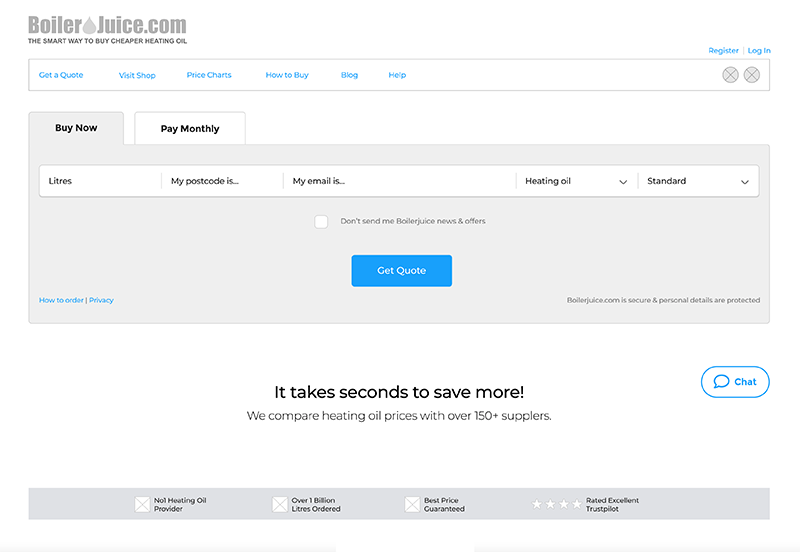 BoilerJuice.com
THE SMART WAY TO BUY CHEAPER HEATING OIL
Register | Log In
Get a Quote Visit Shop Price Charts How to Buy Blog Help
Buy Now Pay Monthly
Litres My postcode is... My email is... Heating oil Standard
Don't send me Boilerjuice news & offers
Get Quote
How to order | Privacy Boilerjuice.com is secure & personal details are protected
Chat
It takes seconds to save more!
We compare heating oil prices with over 150+ supplers.
No1 Heating Oil Provider
Over 1 Billion Litres Ordered
Best Price Guaranteed
Rated Excellent Trustpilot